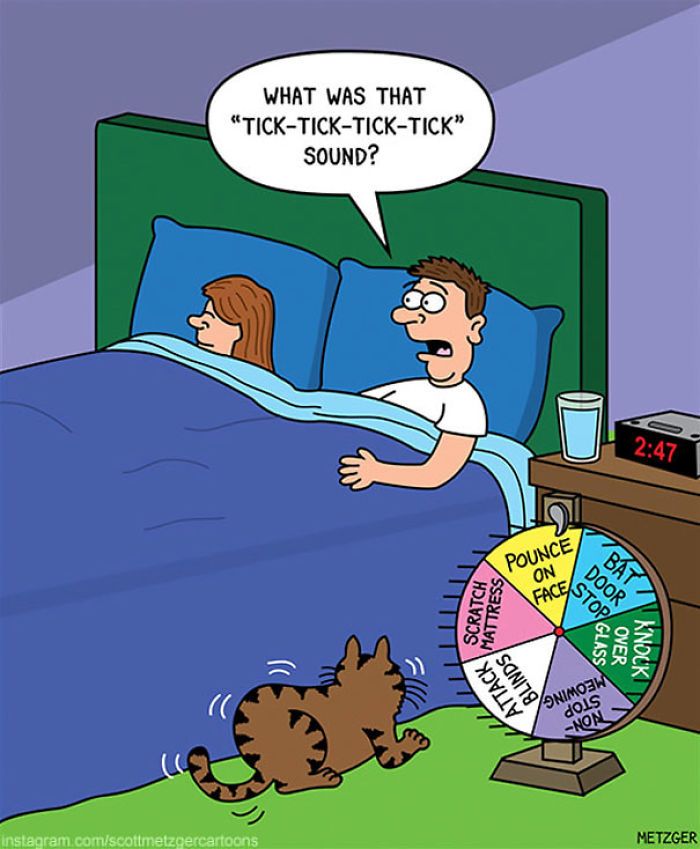 WHAT WAS THAT
“TICK-TICK-TICK-TICK”
SOUND?
2:47
POUNCE
ON
FACE
BAT
DOOR
STOP
KNOCK
OVER
GLASS
NON-
STOP
MEOWING
ATTACK
BLINDS
SCRATCH
MATTRESS
instagram.com/scottmetzgercartoons
METZGER